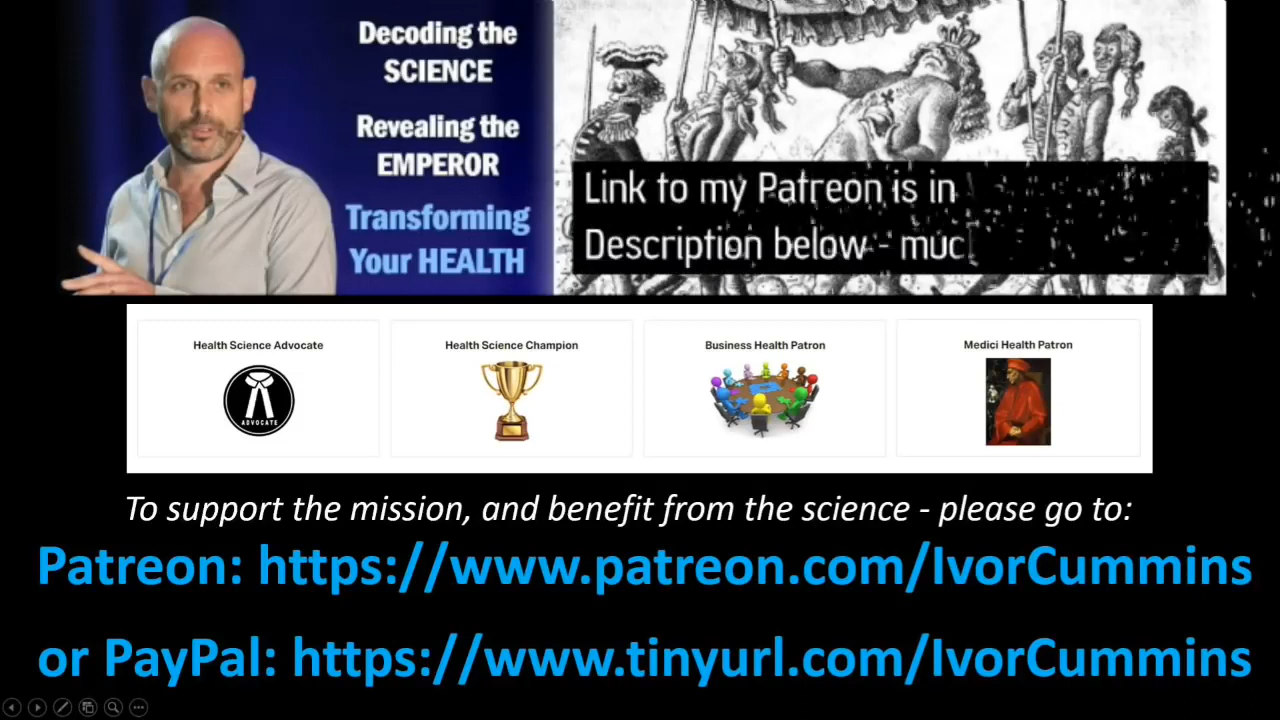 Decoding the
SCIENCE
Revealing the
EMPEROR
Transforming
Your HEALTH
Link to my Patreon is in
Description below - muc
Health Science Advocate
ADVOCATE
Health Science Champion
Business Health Patron
Medici Health Patron
To support the mission, and benefit from the science - please go to:
Patreon: https://www.patreon.com/IvorCummins
or PayPal: https://www.tinyurl.com/IvorCummins